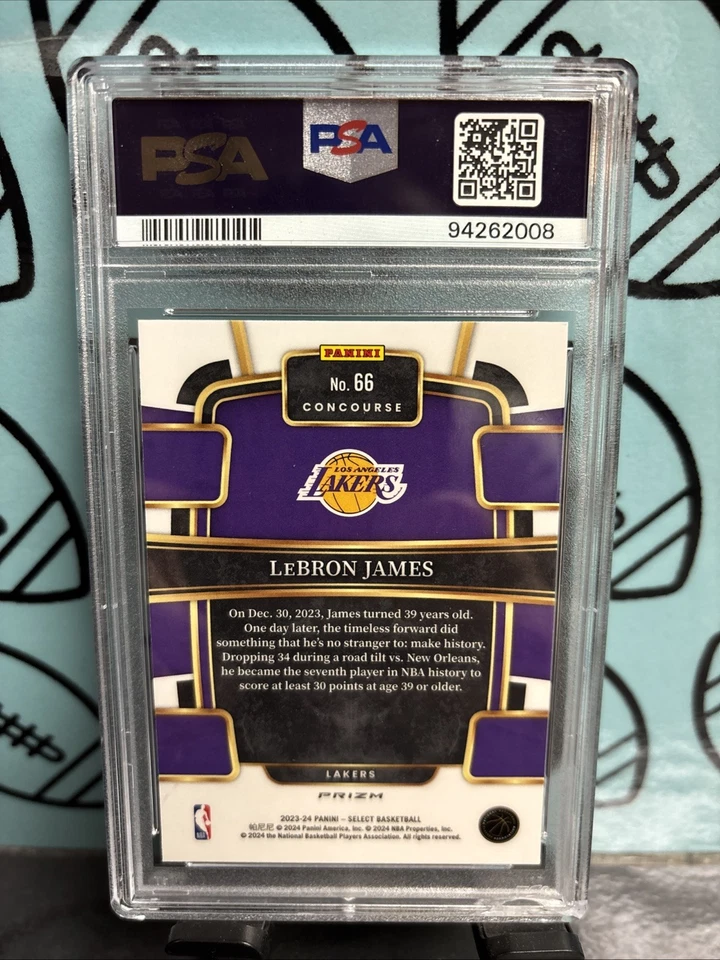 PSA PSA
94262008
PANINI
No. 66
CONCOURSE
LOS ANGELES
LAKERS
LEBRON JAMES
On Dec. 30, 2023, James turned 39 years old.
One day later, the timeless forward did
something that he's no stranger to: make history.
Dropping 34 during a road tilt vs. New Orleans,
he became the seventh player in NBA history to
score at least 30 points at age 39 or older.
LAKERS
PRIZM
2023-24 PANINI – SELECT BASKETBALL
帕尼尼 © 2024 Panini America, Inc. © 2024 NBA Properties, Inc.
© 2024 the National Basketball Players Association. All rights reserved.